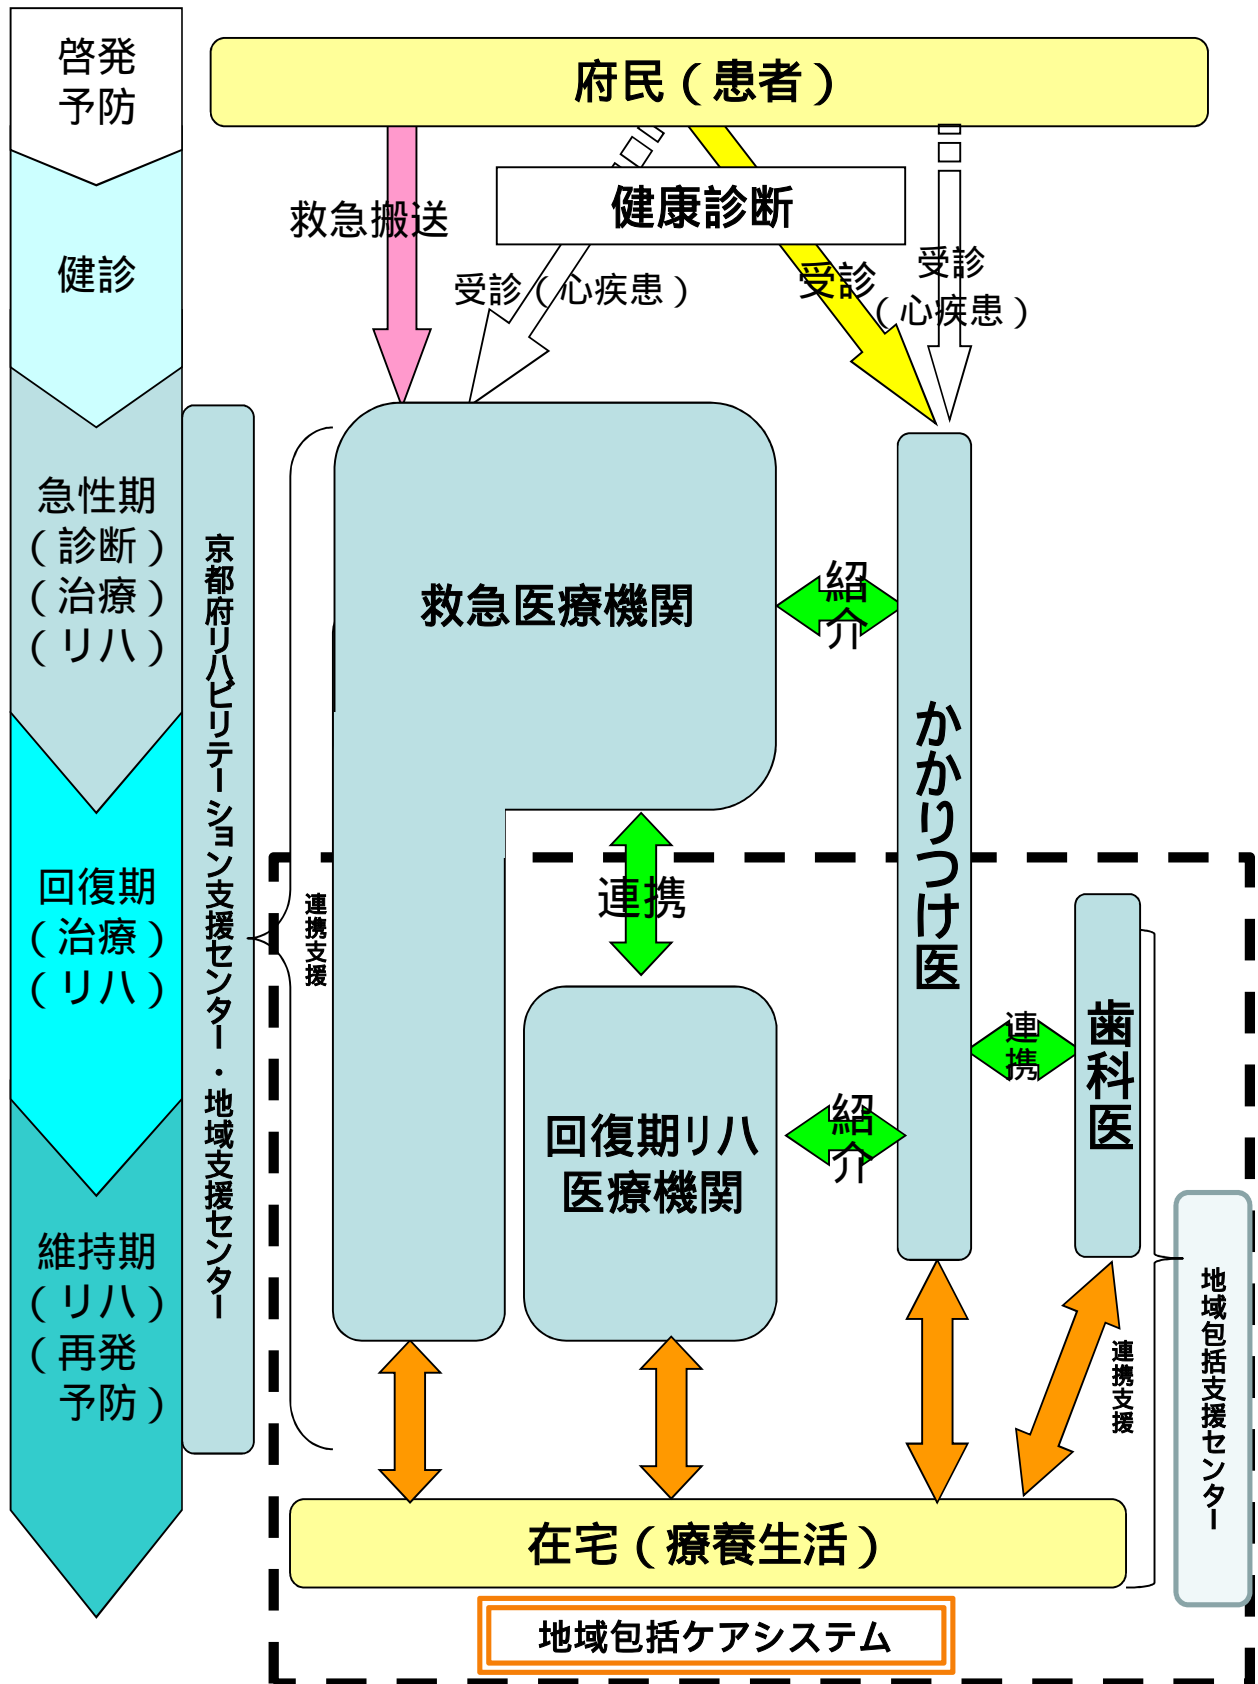 啓発
予防
府民（患者）
健康診断
救急搬送
受診（心疾患）
受診
受診
（心疾患）
健診
急性期
（診断）
（治療）
（リハ）
回復期
（治療）
（リハ）
維持期
（リハ）
（再発
予防）
京都府リハビリテーション支援センター・地域支援センター
連携支援
救急医療機関
紹介
かかりつけ医
連携
回復期リハ
医療機関
紹介
連携
歯科医
連携支援
地域包括支援センター
在宅（療養生活）
地域包括ケアシステム